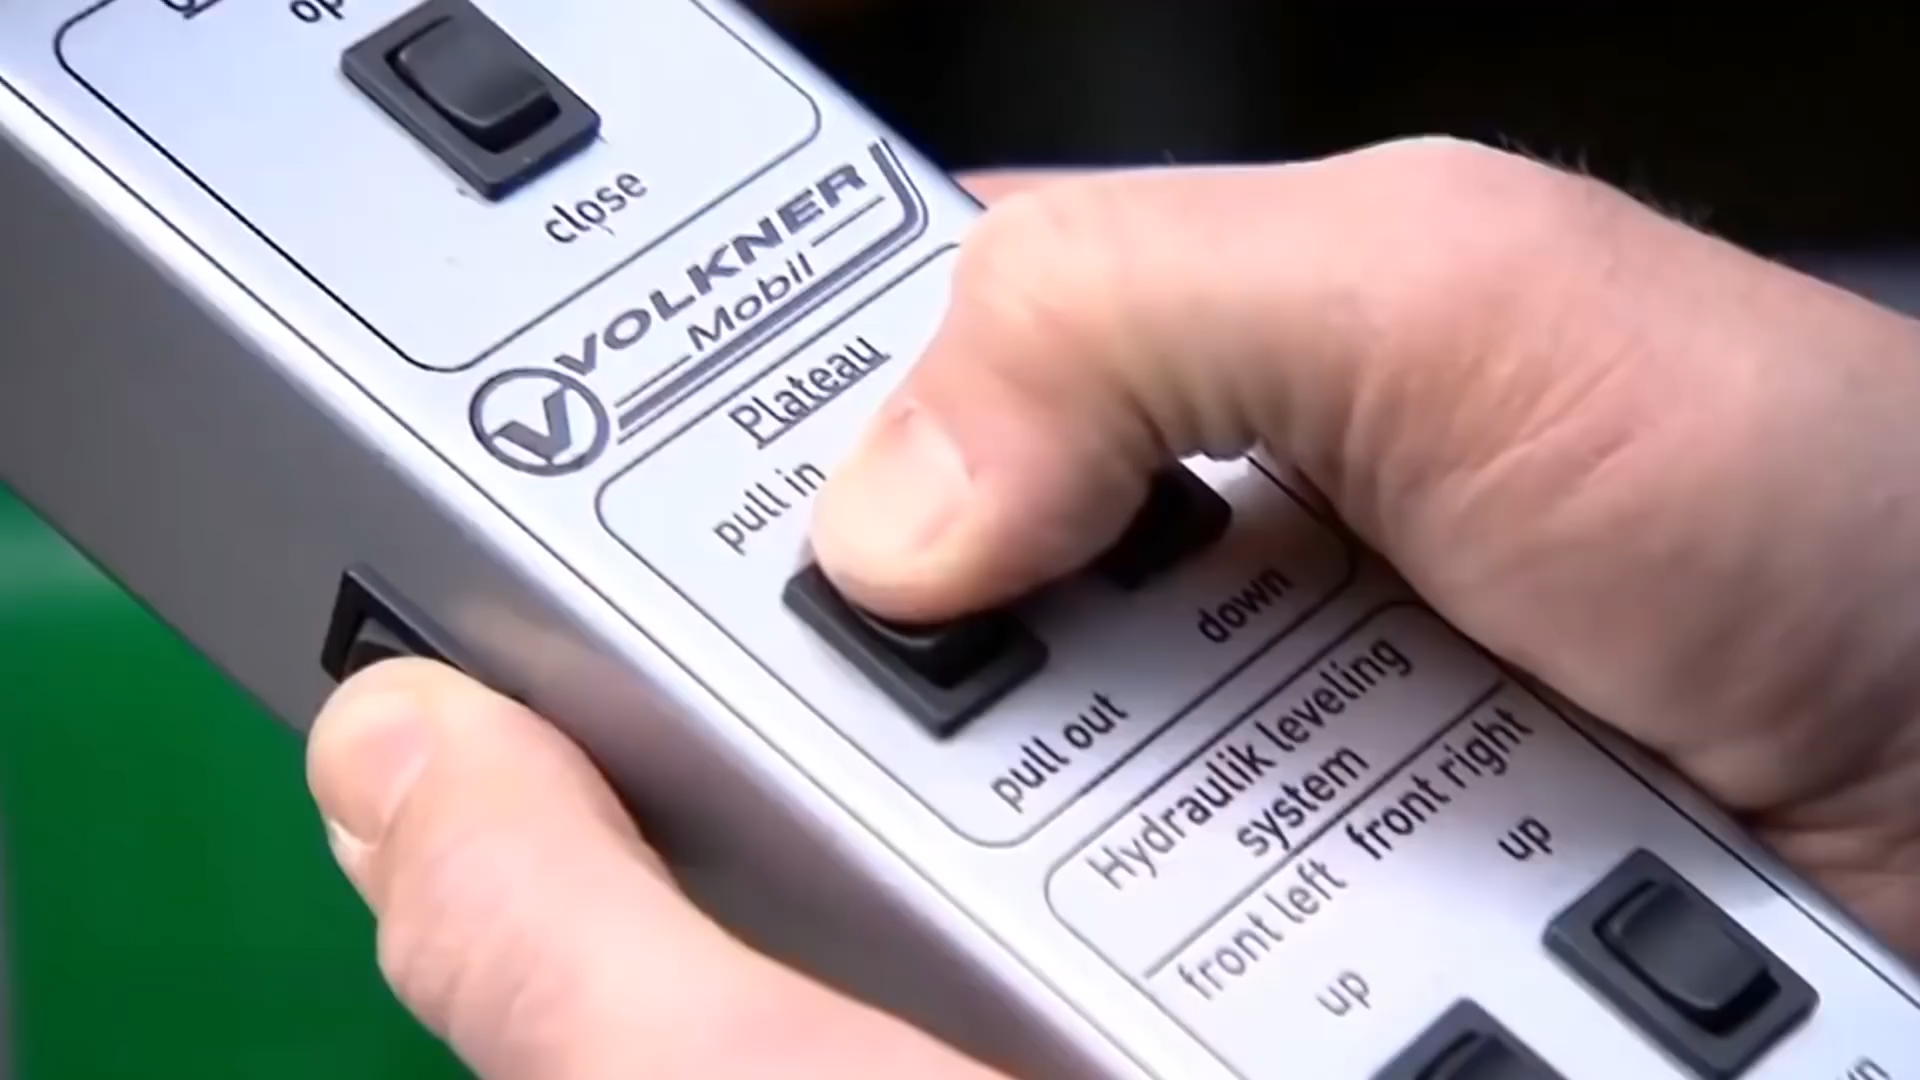 close
VOLKNER
Mobil
Plateau
pull in
down
pull out
Hydraulik leveling
system
front left
front right
up
up